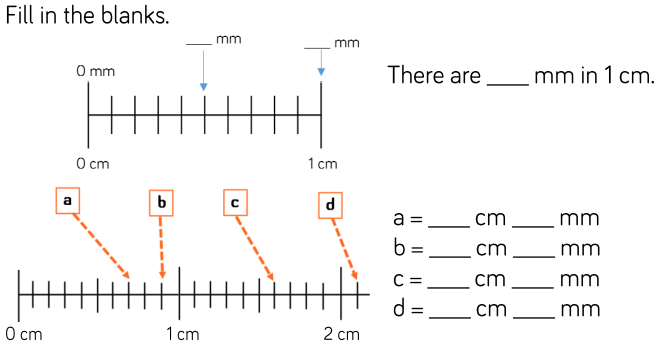 Fill in the blanks.
___ mm
___ mm
0 mm
There are ___ mm in 1 cm.
0 cm
1 cm
a
b
c
d
a = ___ cm ___ mm
b = ___ cm ___ mm
c = ___ cm ___ mm
d = ___ cm ___ mm
0 cm
1 cm
2 cm